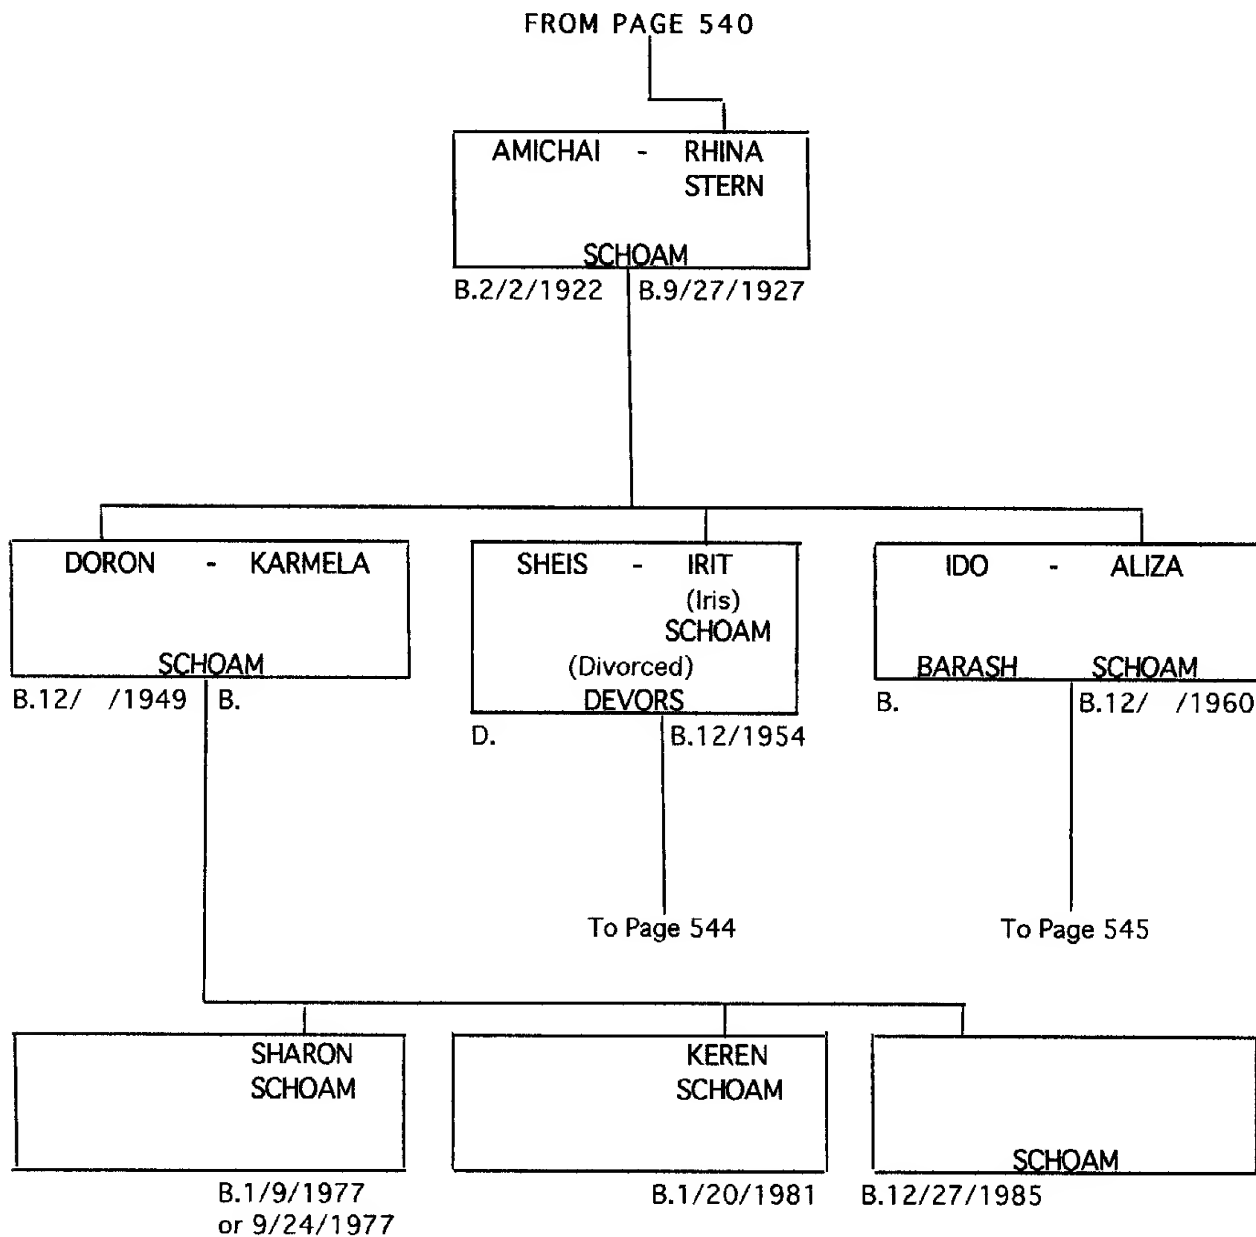 FROM PAGE 540
AMICHAI - RHINA
STERN
SCHOAM
B.2/2/1922 B.9/27/1927
DORON - KARMELA
SCHOAM
B.12/ /1949 B.
SHEIS - IRIT
(Iris)
SCHOAM
(Divorced)
DEVORS
D. B.12/1954
IDO - ALIZA
BARASH SCHOAM
B. B.12/ /1960
To Page 544
To Page 545
SHARON
SCHOAM
B.1/9/1977
or 9/24/1977
KEREN
SCHOAM
B.1/20/1981
SCHOAM
B.12/27/1985